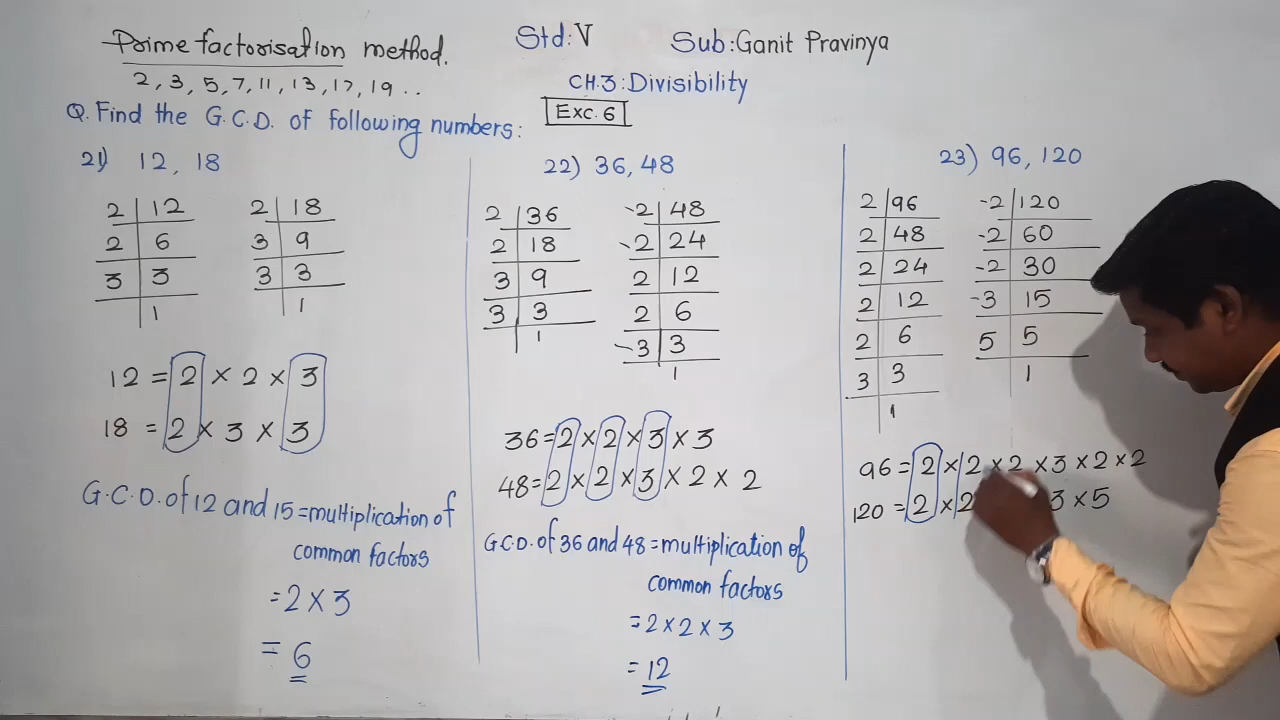 Prime factorisation method.
2, 3, 5, 7, 11, 13, 17, 19 ..
Std: V Sub: Ganit Pravinya
CH.3: Divisibility
Exc. 6
Q. Find the G.C.D. of following numbers:
21) 12, 18
2 12
2 6
3 3
1
2 18
3 9
3 3
1
12 = 2 × 2 × 3
18 = 2 × 3 × 3
G.C.D. of 12 and 15 = multiplication of
common factors
= 2 × 3
= 6
22) 36, 48
2 36
2 18
3 9
3 3
1
2 48
2 24
2 12
2 6
3 3
1
36 = 2 × 2 × 3 × 3
48 = 2 × 2 × 3 × 2 × 2
G.C.D. of 36 and 48 = multiplication of
common factors
= 2 × 2 × 3
= 12
23) 96, 120
2 96
2 48
2 24
2 12
2 6
3 3
1
2 120
2 60
2 30
3 15
5 5
1
96 = 2 × 2 × 2 × 3 × 2 × 2
120 = 2 × 2 3 × 5